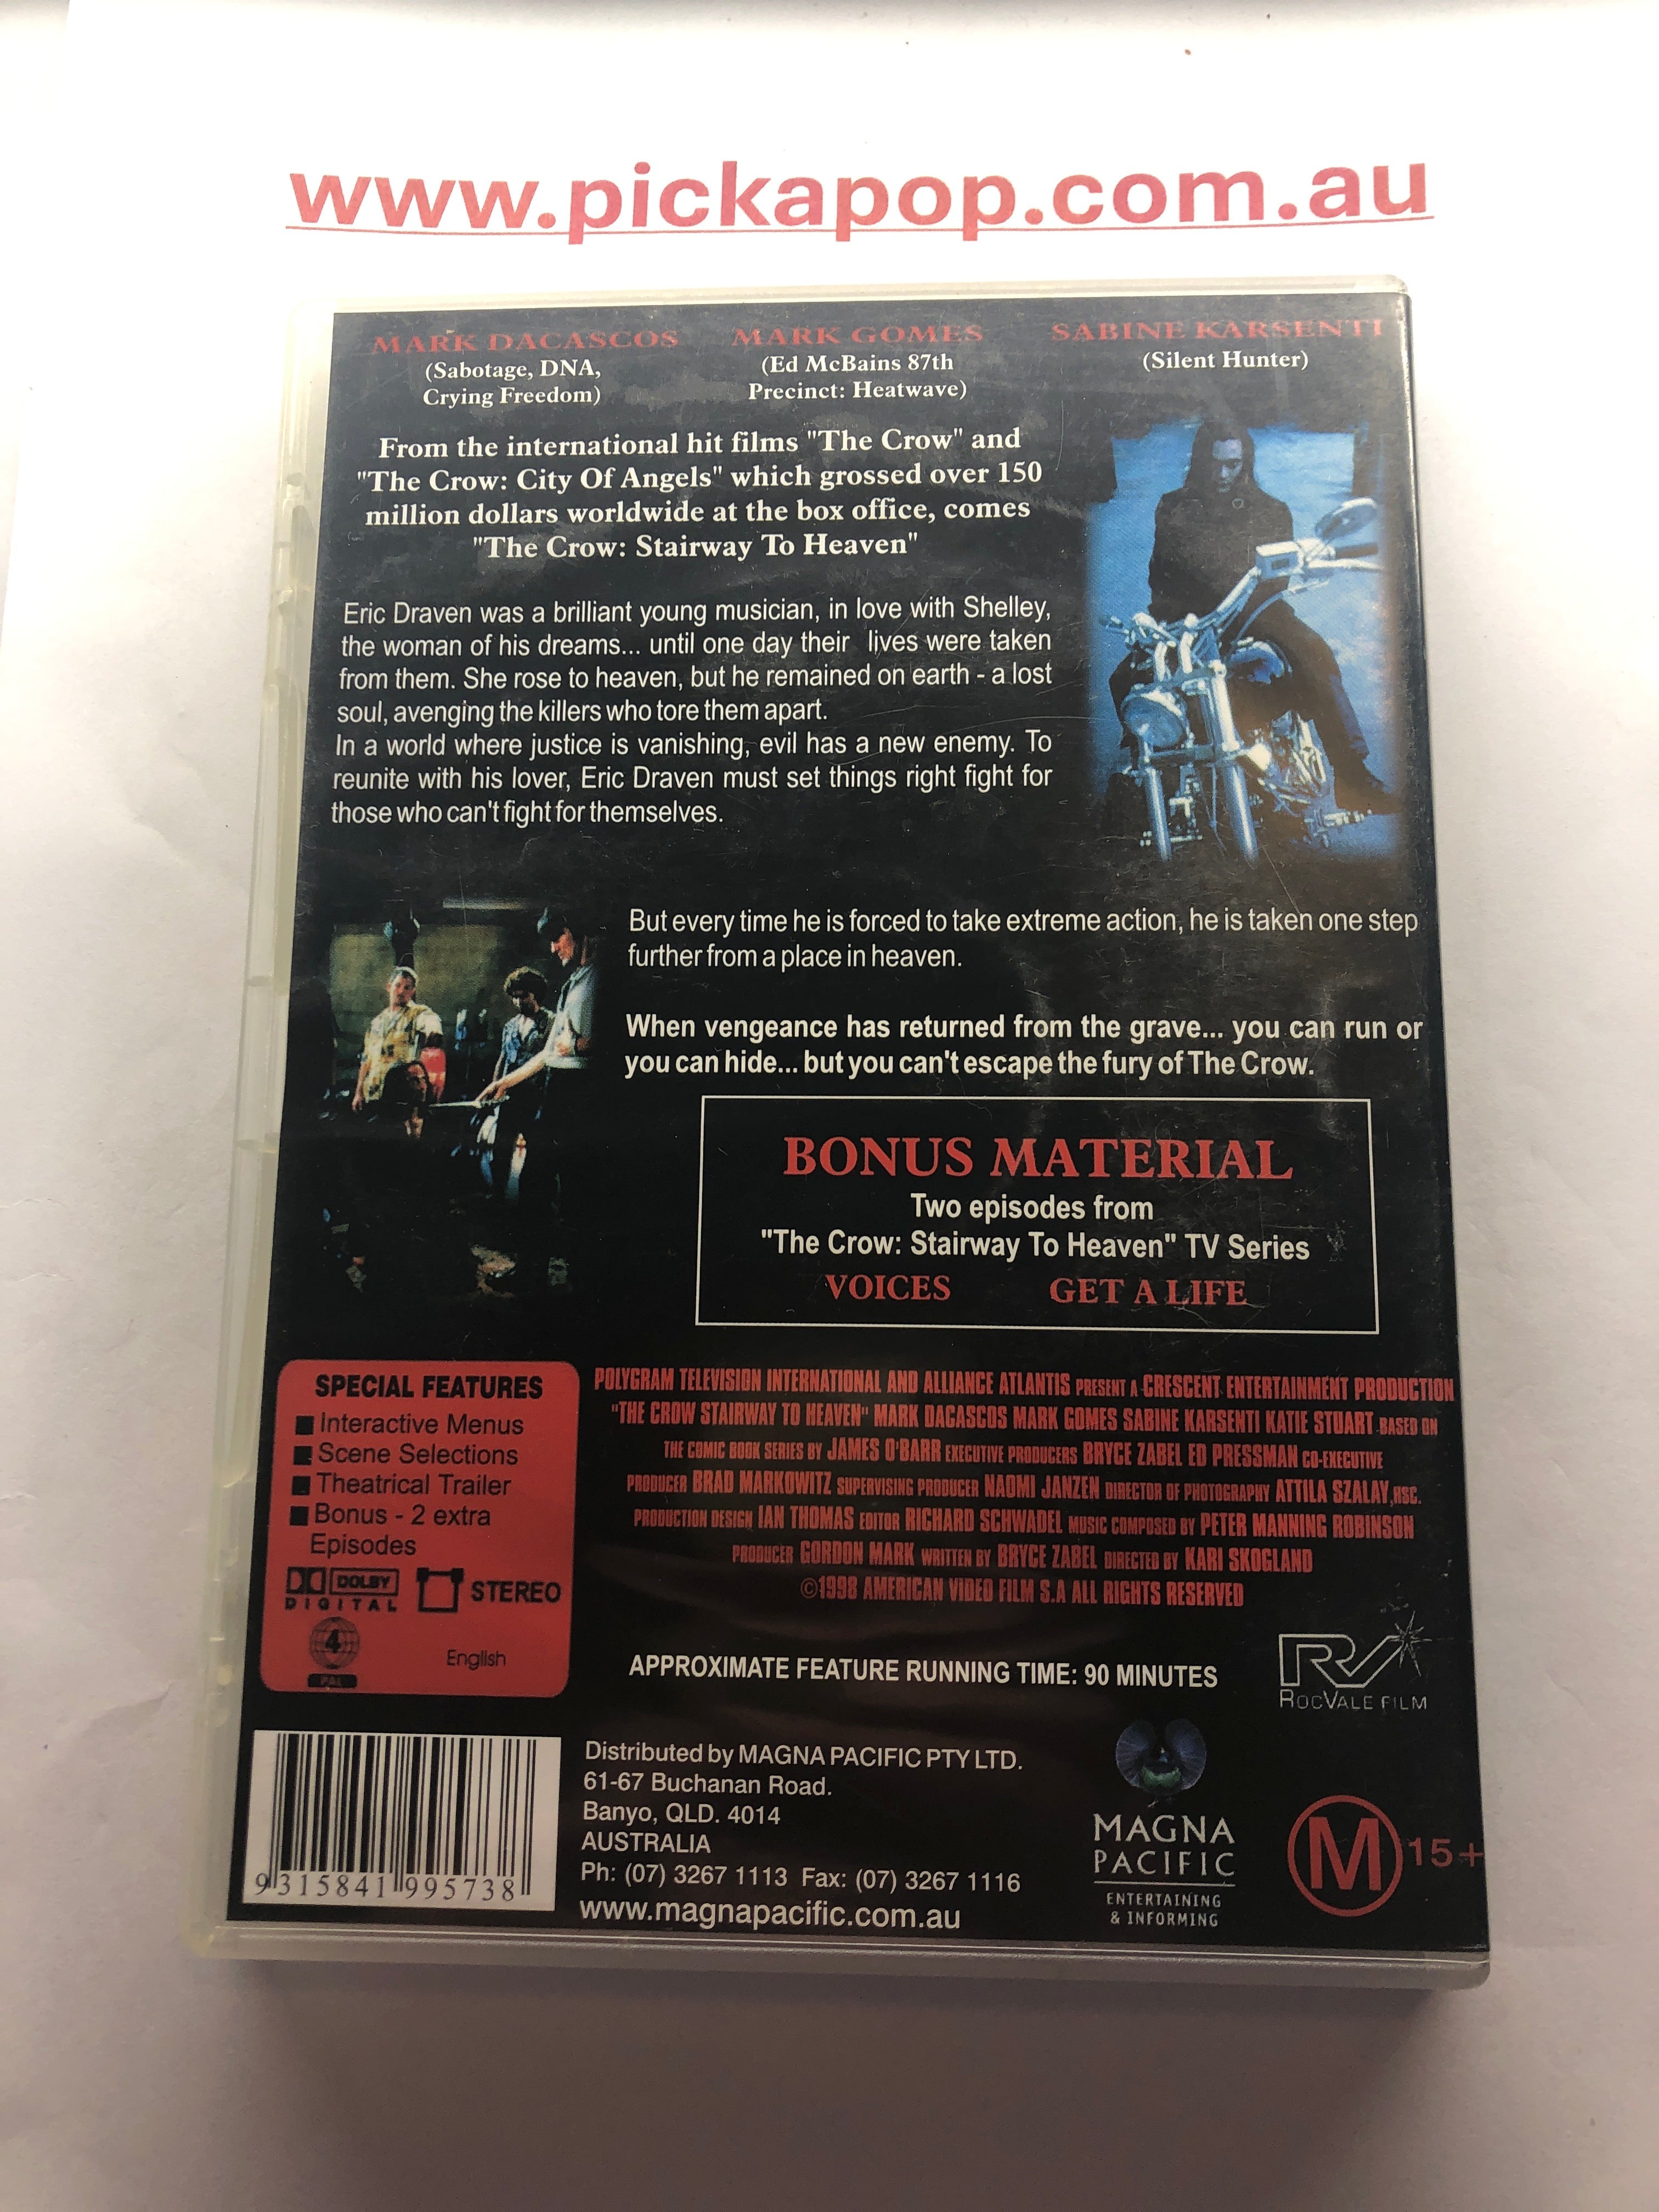 www.pickapop.com.au
MARK DACASCOS
(Sabotage, DNA,
Crying Freedom)
MARK GOMES
(Ed McBains 87th
Precinct: Heatwave)
SABINE KARSENTI
(Silent Hunter)
From the international hit films "The Crow" and
"The Crow: City Of Angels" which grossed over 150
million dollars worldwide at the box office, comes
"The Crow: Stairway To Heaven"
Eric Draven was a brilliant young musician, in love with Shelley,
the woman of his dreams... until one day their lives were taken
from them. She rose to heaven, but he remained on earth - a lost
soul, avenging the killers who tore them apart.
In a world where justice is vanishing, evil has a new enemy. To
reunite with his lover, Eric Draven must set things right fight for
those who can't fight for themselves.
But every time he is forced to take extreme action, he is taken one step
further from a place in heaven.
When vengeance has returned from the grave... you can run or
you can hide... but you can't escape the fury of The Crow.
BONUS MATERIAL
Two episodes from
"The Crow: Stairway To Heaven" TV Series
VOICES GET A LIFE
SPECIAL FEATURES
Interactive Menus
Scene Selections
Theatrical Trailer
Bonus - 2 extra
Episodes
DOLBY
DIGITAL
STEREO
4
PAL
English
POLYGRAM TELEVISION INTERNATIONAL AND ALLIANCE ATLANTIS PRESENT A CRESCENT ENTERTAINMENT PRODUCTION
"THE CROW STAIRWAY TO HEAVEN" MARK DACASCOS MARK GOMES SABINE KARSENTI KATIE STUART BASED ON
THE COMIC BOOK SERIES BY JAMES O'BARR EXECUTIVE PRODUCERS BRYCE ZABEL ED PRESSMAN CO-EXECUTIVE
PRODUCER BRAD MARKOWITZ SUPERVISING PRODUCER NAOMI JANZEN DIRECTOR OF PHOTOGRAPHY ATTILA SZALAY,HSC.
PRODUCTION DESIGN IAN THOMAS EDITOR RICHARD SCHWADEL MUSIC COMPOSED BY PETER MANNING ROBINSON
PRODUCER GORDON MARK WRITTEN BY BRYCE ZABEL DIRECTED BY KARI SKOGLAND
©1998 AMERICAN VIDEO FILM S.A ALL RIGHTS RESERVED
APPROXIMATE FEATURE RUNNING TIME: 90 MINUTES
RV
ROCVALE FILM
9315841995738
Distributed by MAGNA PACIFIC PTY LTD.
61-67 Buchanan Road.
Banyo, QLD. 4014
AUSTRALIA
Ph: (07) 3267 1113 Fax: (07) 3267 1116
www.magnapacific.com.au
MAGNA
PACIFIC
ENTERTAINING
& INFORMING
M 15+